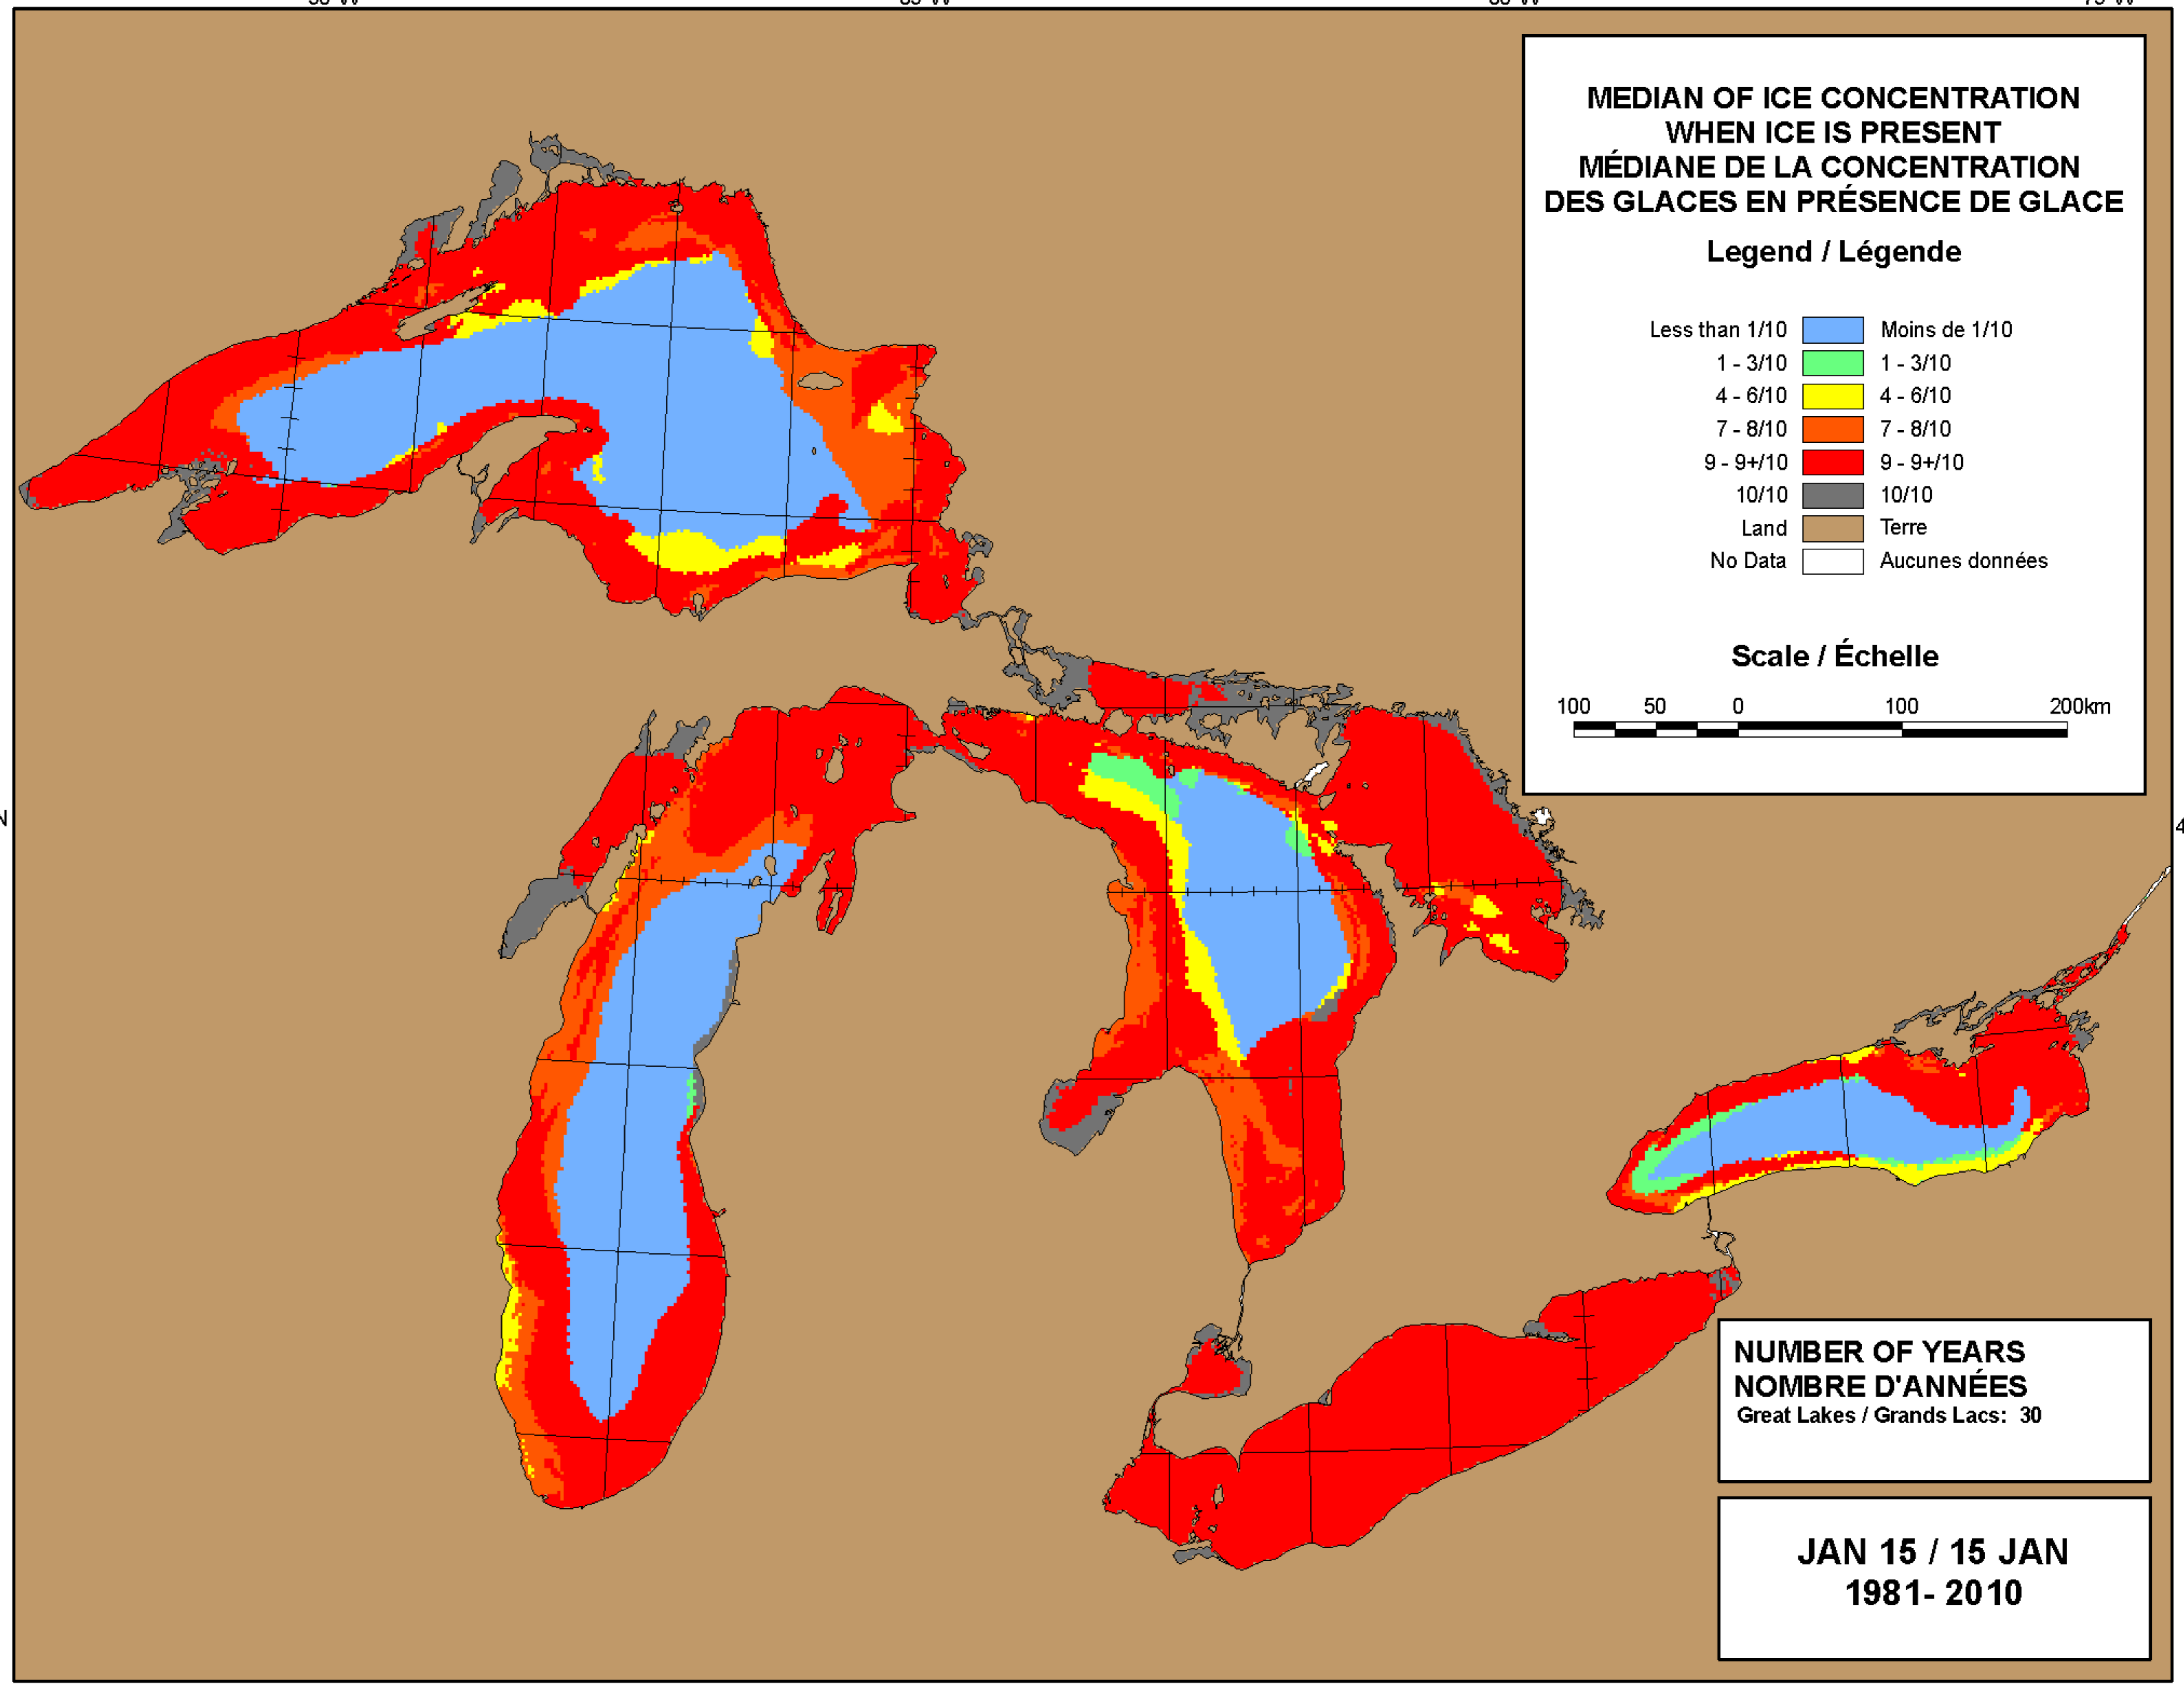 MEDIAN OF ICE CONCENTRATION
WHEN ICE IS PRESENT
MÉDIANE DE LA CONCENTRATION
DES GLACES EN PRÉSENCE DE GLACE
Legend / Légende
Less than 1/10 Moins de 1/10
1 - 3/10 1 - 3/10
4 - 6/10 4 - 6/10
7 - 8/10 7 - 8/10
9 - 9+/10 9 - 9+/10
10/10 10/10
Land Terre
No Data Aucunes données
Scale / Échelle
100 50 0 100 200km
N 4
NUMBER OF YEARS
NOMBRE D'ANNÉES
Great Lakes / Grands Lacs: 30
JAN 15 / 15 JAN
1981- 2010